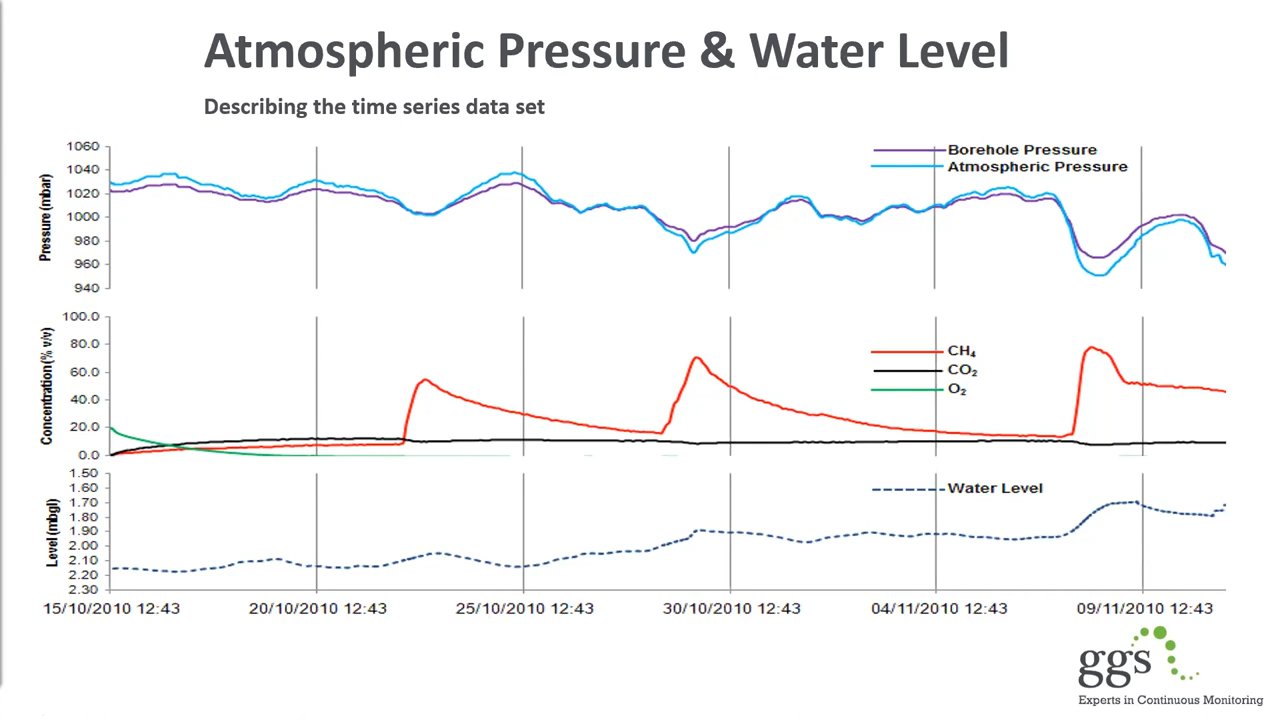 Atmospheric Pressure & Water Level
Describing the time series data set
Pressure (mbar)
1060
1040
1020
1000
980
960
940
Borehole Pressure
Atmospheric Pressure
Concentration(% v/v)
100.0
80.0
60.0
40.0
20.0
0.0
CH₄
CO₂
O₂
Level (mbgl)
1.50
1.60
1.70
1.80
1.90
2.00
2.10
2.20
2.30
Water Level
15/10/2010 12:43
20/10/2010 12:43
25/10/2010 12:43
30/10/2010 12:43
04/11/2010 12:43
09/11/2010 12:43
ggs
Experts in Continuous Monitoring